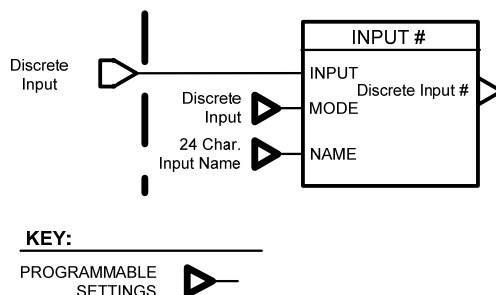 INPUT #
Discrete
Input
INPUT
Discrete Input #
Discrete
Input
MODE
24 Char.
Input Name
NAME
KEY:
PROGRAMMABLE
SETTINGS